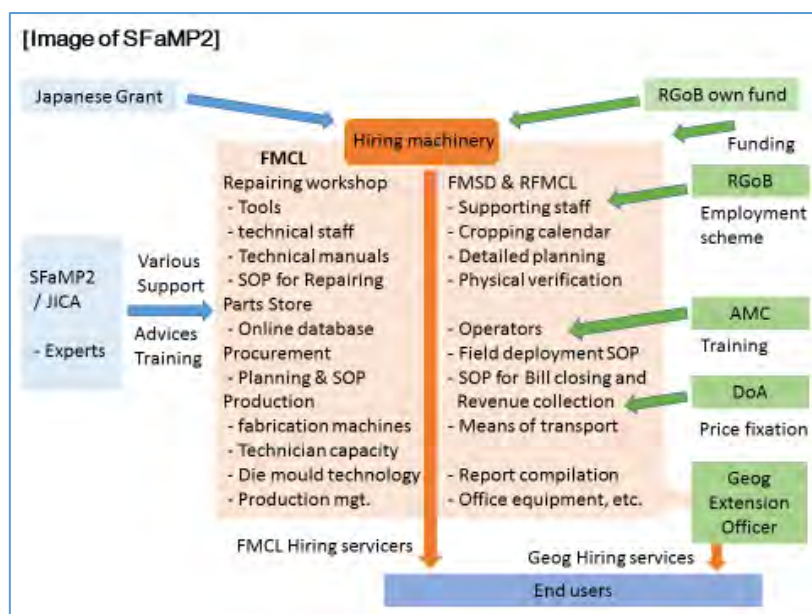 [Image of SFaMP2]
Japanese Grant
RGoB own fund
Hiring machinery
Funding
FMCL
Repairing workshop
- Tools
- technical staff
- Technical manuals
- SOP for Repairing
Parts Store
- Online database
Procurement
- Planning & SOP
Production
- fabrication machines
- Technician capacity
- Die mould technology
- Production mgt.
FMSD & RFMCL
- Supporting staff
- Cropping calendar
- Detailed planning
- Physical verification
- Operators
- Field deployment SOP
- SOP for Bill closing and
Revenue collection
- Means of transport
- Report compilation
- Office equipment, etc.
RGoB
Employment
scheme
SFaMP2
/ JICA
- Experts
Various
Support
Advices
Training
AMC
Training
DoA
Price fixation
Geog
Extension
Officer
FMCL Hiring servicers
Geog Hiring services
End users